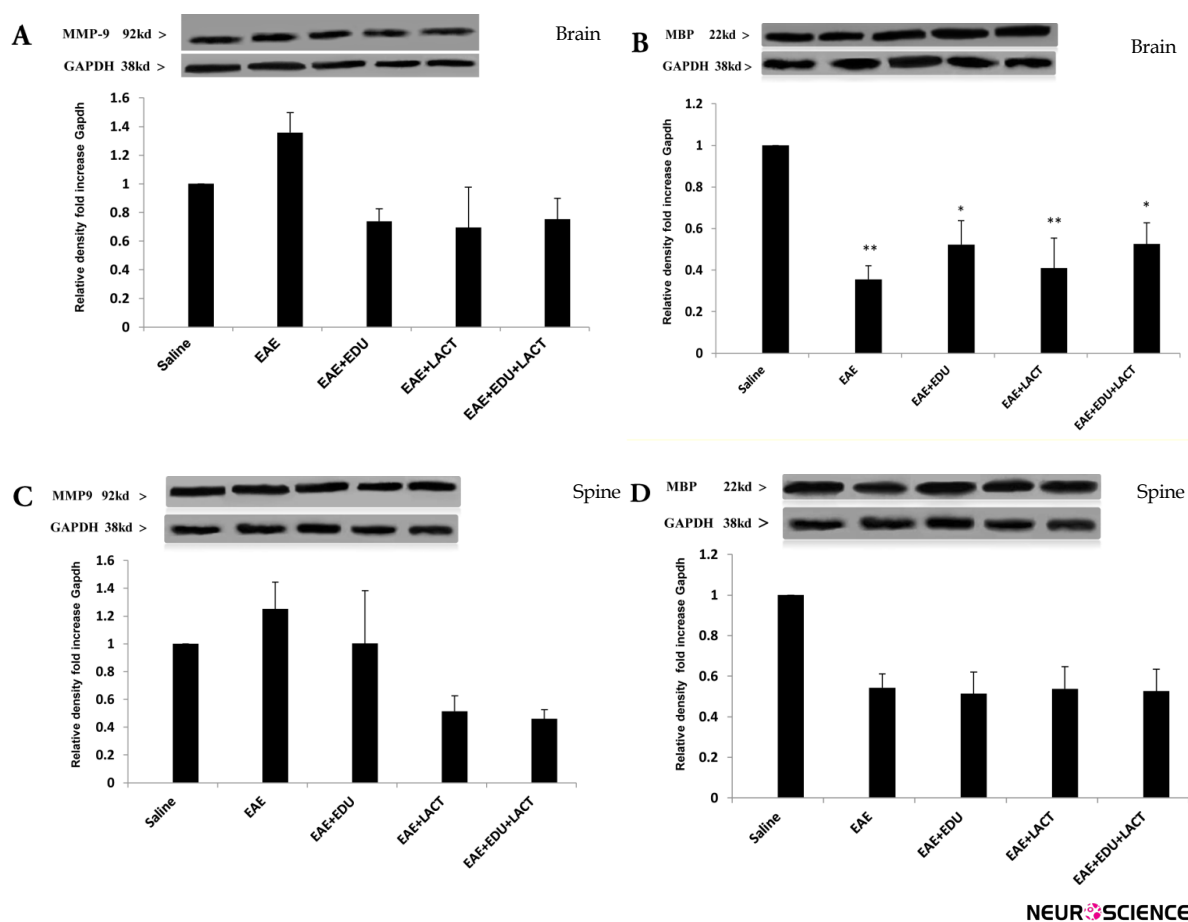 A
MMP-9 92kd >
GAPDH 38kd >
Brain
Relative density fold increase Gapdh
1.6
1.4
1.2
1
0.8
0.6
0.4
0.2
0
Saline
EAE
EAE+EDU
EAE+LACT
EAE+EDU+LACT
B
MBP 22kd >
GAPDH 38kd >
Brain
Relative density fold increase Gapdh
1.2
1
0.8
0.6
0.4
0.2
0
**
*
**
*
Saline
EAE
EAE+EDU
EAE+LACT
EAE+EDU+LACT
C
MMP9 92kd >
GAPDH 38kd >
Spine
Relative density fold increase Gapdh
1.6
1.4
1.2
1
0.8
0.6
0.4
0.2
0
Saline
EAE
EAE+EDU
EAE+LACT
EAE+EDU+LACT
D
MBP 22kd >
GAPDH 38kd >
Spine
Relative density fold increase Gapdh
1.2
1
0.8
0.6
0.4
0.2
0
Saline
EAE
EAE+EDU
EAE+LACT
EAE+EDU+LACT
NEUROSCIENCE